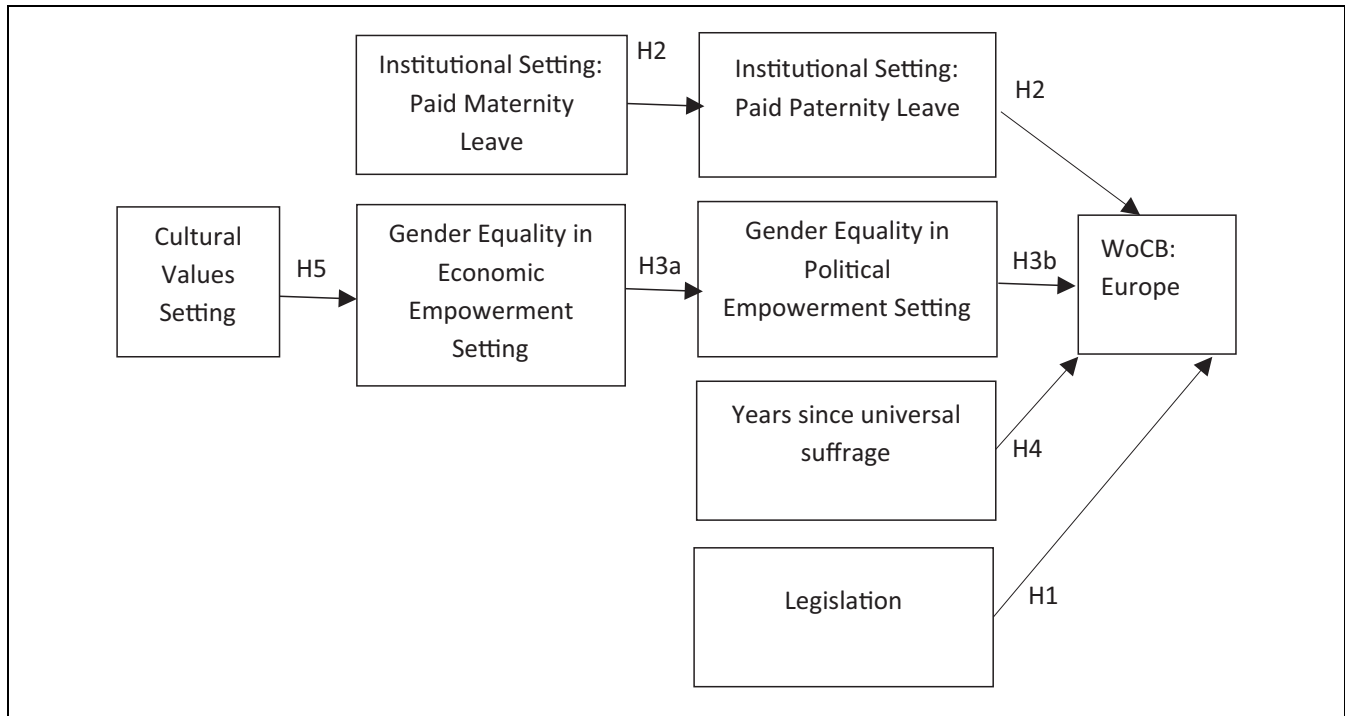 Institutional Setting:
Paid Maternity
Leave
H2
Institutional Setting:
Paid Paternity Leave
H2
Cultural
Values
Setting
H5
Gender Equality in
Economic
Empowerment
Setting
H3a
Gender Equality in
Political
Empowerment Setting
H3b
WoCB:
Europe
Years since universal
suffrage
H4
Legislation
H1